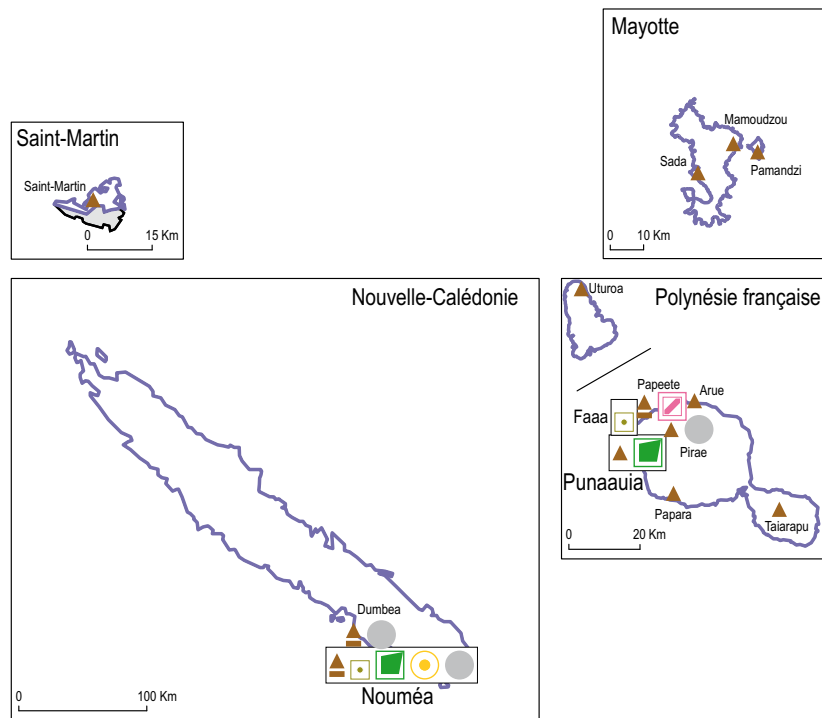 Mayotte
Mamoudzou
Sada
Pamandzi
0 10 Km
Saint-Martin
Saint-Martin
0 15 Km
Nouvelle-Calédonie
Dumbea
Nouméa
0 100 Km
Uturoa
Polynésie française
Papeete
Arue
Faaa
Pirae
Punaauia
Papara
Taiarapu
0 20 Km